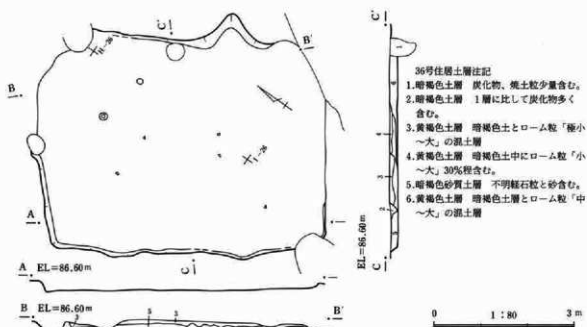 C'
B'
B
A
C
EL=86.60m
A EL=86.60m
B EL=86.60m
B'
C'
C
EL=86.60m
36号住居土層注記
1.暗褐色土層 炭化物、焼土粒少量含む。
2.暗褐色土層 1層に比して炭化物多く
含む。
3.黄褐色土層 暗褐色土とローム粒「極小
~大」の混土層
4.黄褐色土層 暗褐色土中にローム粒「小
~大」30%程含む。
5.暗褐色砂質土層 不明軽石粒と砂含む。
6.黄褐色土層 暗褐色土層とローム粒「中
~大」の混土層
0 1:80 3m